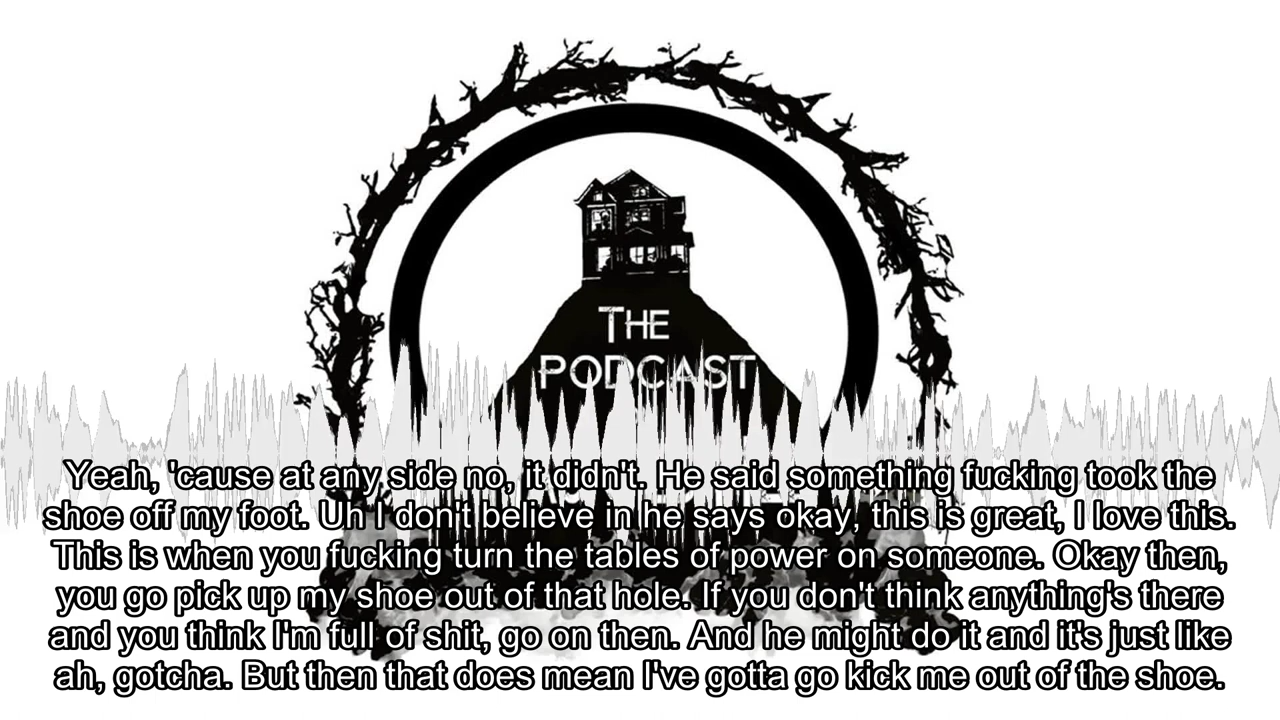 THE
PODCAST
Yeah, 'cause at any side no, it didn't. He said something fucking took the
shoe off my foot. Uh I don't believe in he says okay, this is great, I love this.
This is when you fucking turn the tables of power on someone. Okay then,
you go pick up my shoe out of that hole. If you don't think anything's there
and you think I'm full of shit, go on then. And he might do it and it's just like
ah, gotcha. But then that does mean I've gotta go kick me out of the shoe.